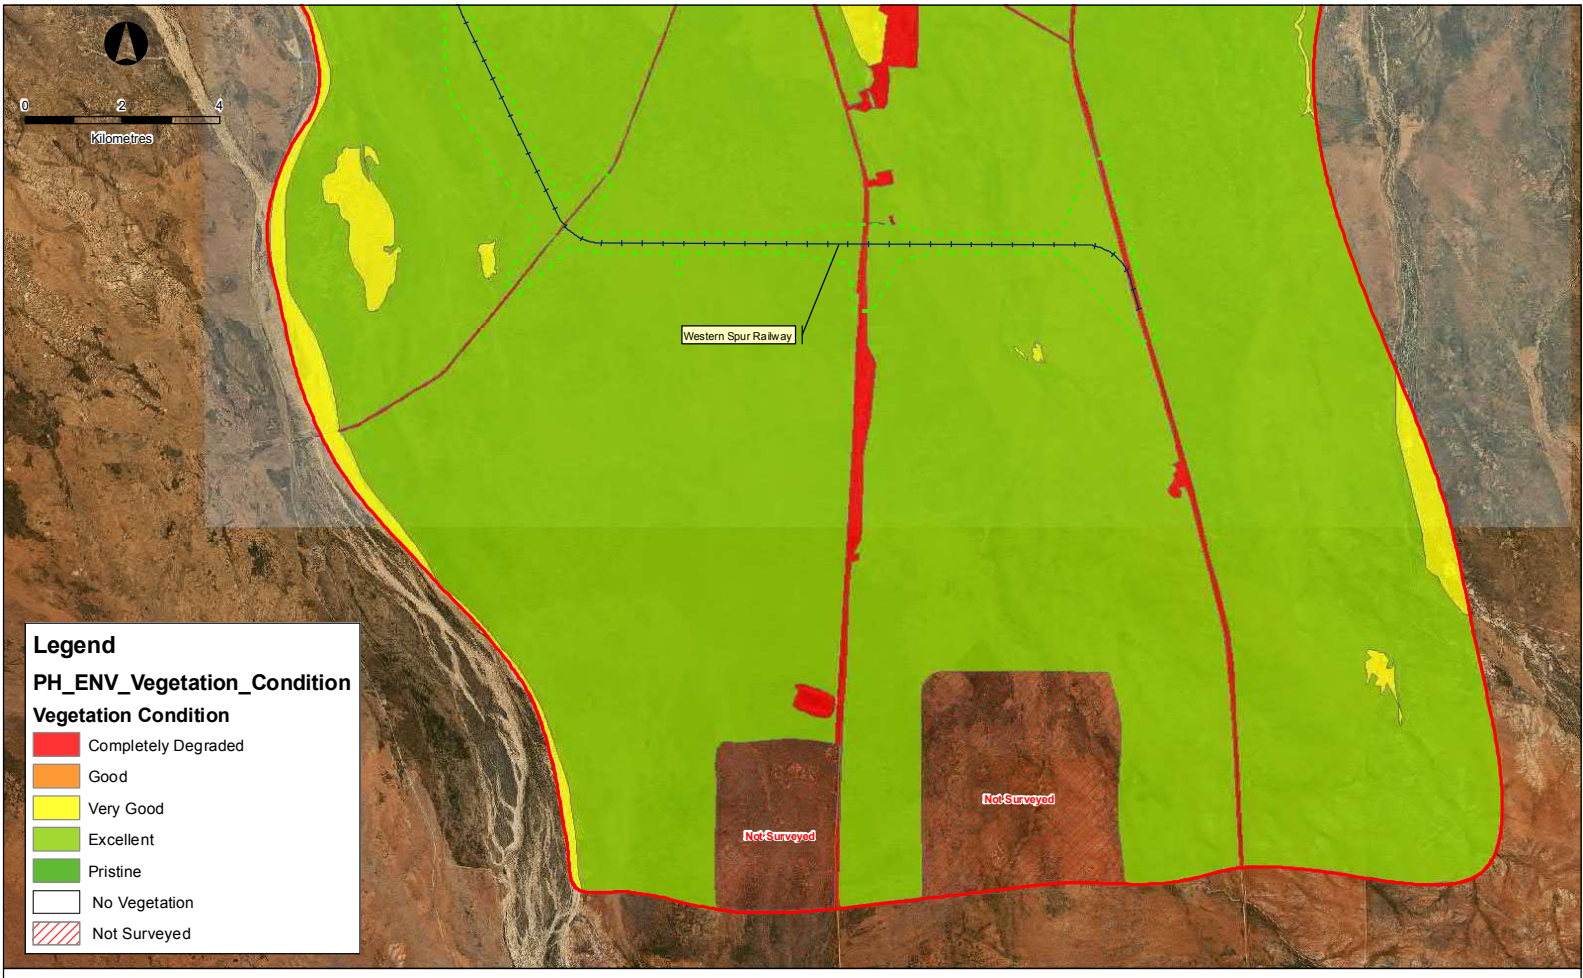 0 2 4
Kilometres
Western Spur Railway
Not Surveyed
Not Surveyed
Legend
PH_ENV_Vegetation_Condition
Vegetation Condition
Completely Degraded
Good
Very Good
Excellent
Pristine
No Vegetation
Not Surveyed